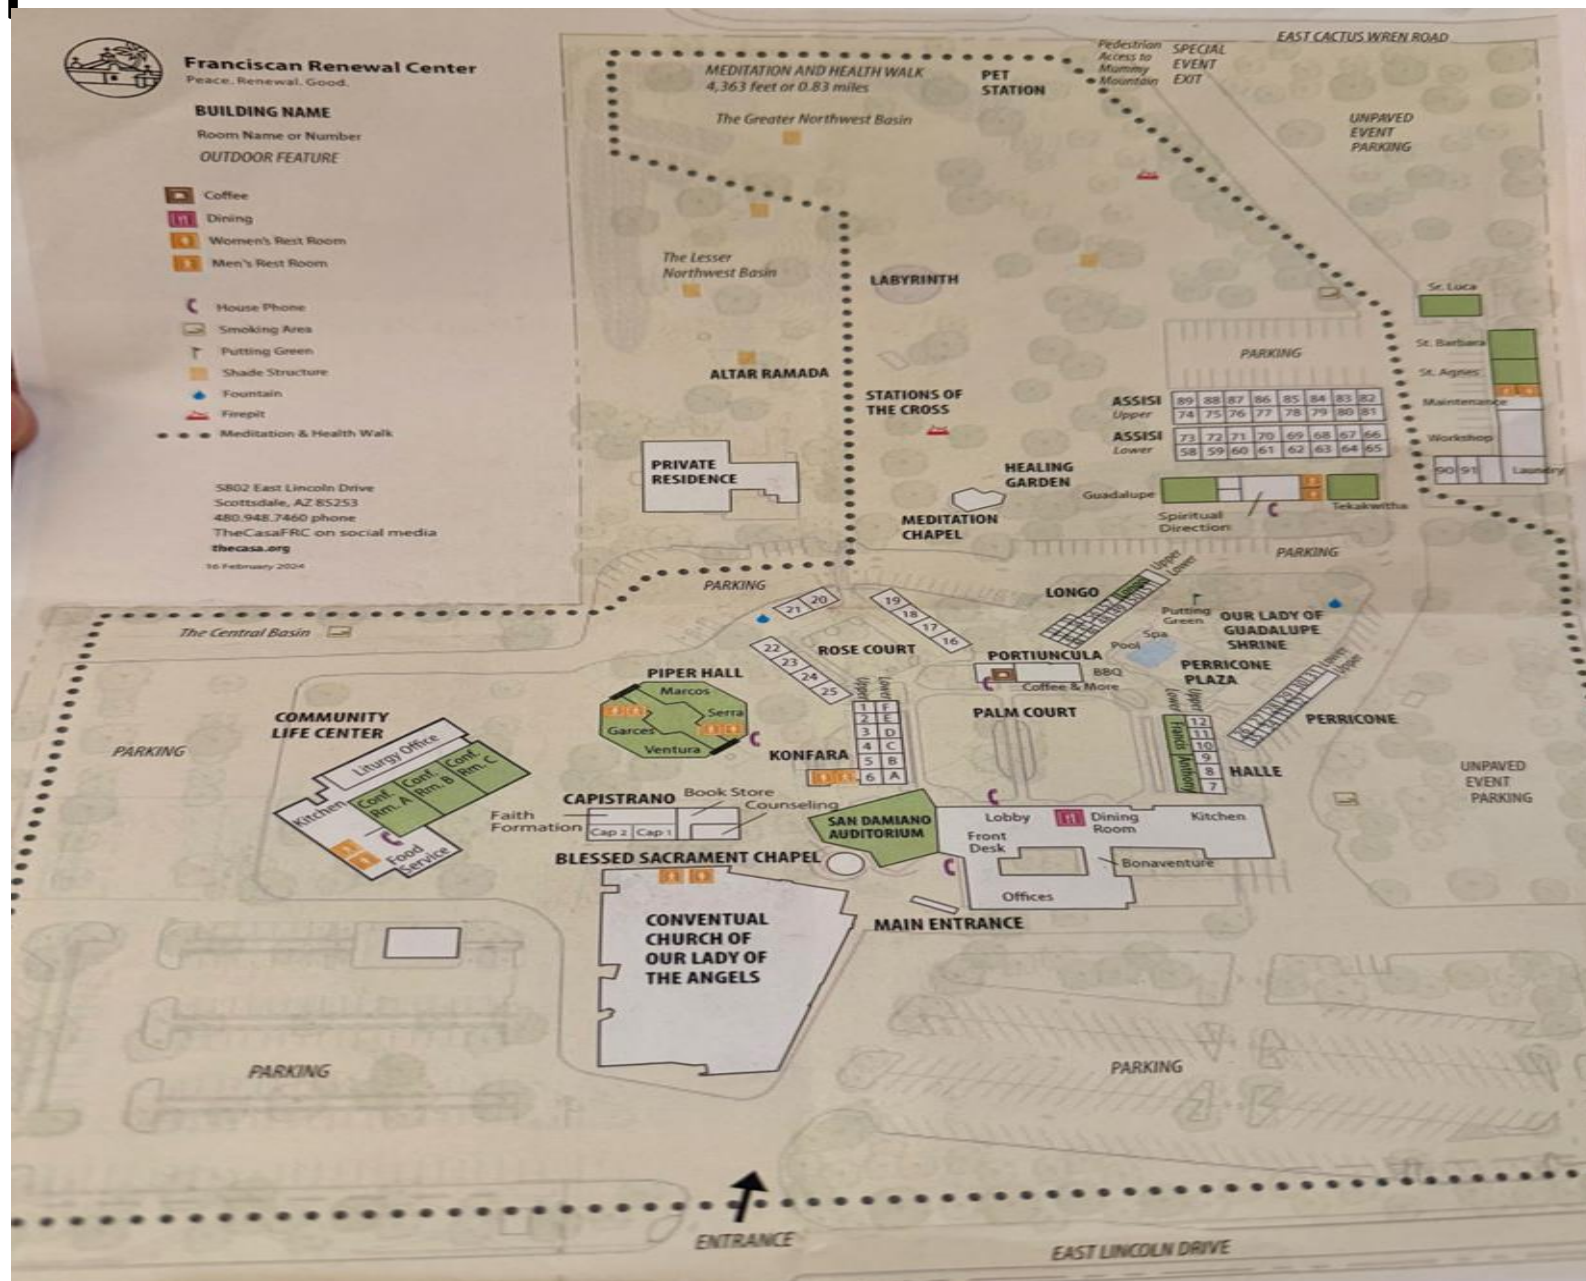 Franciscan Renewal Center
Peace. Renewal. Good.
BUILDING NAME
Room Name or Number
OUTDOOR FEATURE
Coffee
Dining
Women's Rest Room
Men's Rest Room
House Phone
Smoking Area
Putting Green
Shade Structure
Fountain
Firepit
Meditation & Health Walk
5802 East Lincoln Drive
Scottsdale, AZ 85253
480.948.7460 phone
TheCasaFRC on social media
thecasa.org
16 February 2024
EAST CACTUS WREN ROAD
MEDITATION AND HEALTH WALK
4,363 feet or 0.83 miles
PET
STATION
Pedestrian
Access to
Mummy
Mountain
SPECIAL
EVENT
EXIT
UNPAVED
EVENT
PARKING
The Greater Northwest Basin
The Lesser
Northwest Basin
LABYRINTH
ALTAR RAMADA
STATIONS OF
THE CROSS
PARKING
Sr. Luca
St. Barbara
St. Agnes
Maintenance
Workshop
90 91
Laundry
ASSISI
Upper
89 88 87 86 85 84 83 82
74 75 76 77 78 79 80 81
ASSISI
Lower
73 72 71 70 69 68 67 66
58 59 60 61 62 63 64 65
PRIVATE
RESIDENCE
HEALING
GARDEN
MEDITATION
CHAPEL
Guadalupe
Spiritual
Direction
Tekakwitha
PARKING
PARKING
The Central Basin
21 20
19
18
17
16
22
23
24
25
ROSE COURT
LONGO
Upper
Lower
Putting
Green
OUR LADY OF
GUADALUPE
SHRINE
Spa
Pool
PORTIUNCULA
BBQ
Coffee & More
PERRICONE
PLAZA
Lower
Upper
PERRICONE
PALM COURT
PIPER HALL
Marcos
Serra
Garces
Ventura
KONFARA
Upper
Lower
1 F
2 E
3 D
4 C
5 B
6 A
Lower
Upper
Francis
Anthony
12
11
10
9
8
7
HALLE
COMMUNITY
LIFE CENTER
Liturgy Office
Conf.
Rm. A
Conf.
Rm. B
Conf.
Rm. C
Kitchen
Food
Service
PARKING
CAPISTRANO
Book Store
Counseling
Faith
Formation
Cap 2
Cap 1
SAN DAMIANO
AUDITORIUM
Lobby
Front
Desk
Dining
Room
Kitchen
Bonaventure
Offices
UNPAVED
EVENT
PARKING
BLESSED SACRAMENT CHAPEL
MAIN ENTRANCE
CONVENTUAL
CHURCH OF
OUR LADY OF
THE ANGELS
PARKING
PARKING
ENTRANCE
EAST LINCOLN DRIVE